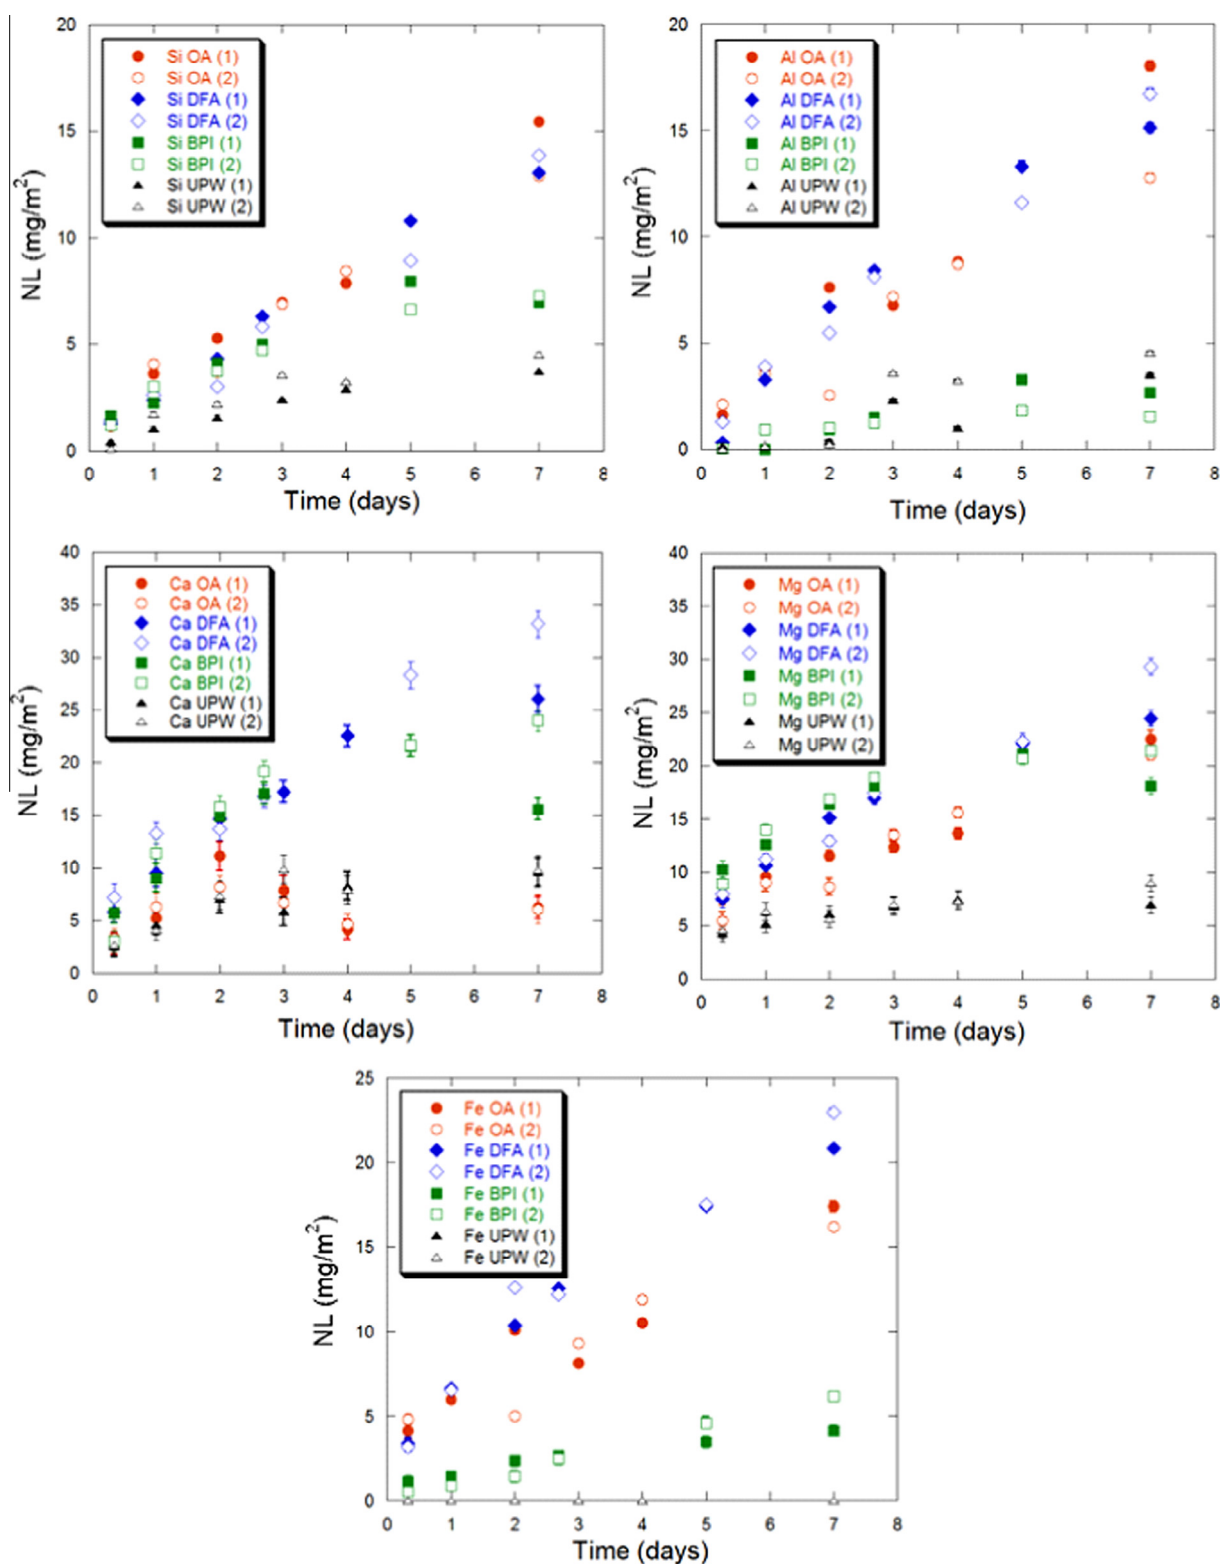 20
15
10
5
0
NL (mg/m²)
Si OA (1)
Si OA (2)
Si DFA (1)
Si DFA (2)
Si BPI (1)
Si BPI (2)
Si UPW (1)
Si UPW (2)
0 1 2 3 4 5 6 7 8
Time (days)
20
15
10
5
0
NL (mg/m²)
Al OA (1)
Al OA (2)
Al DFA (1)
Al DFA (2)
Al BPI (1)
Al BPI (2)
Al UPW (1)
Al UPW (2)
0 1 2 3 4 5 6 7 8
Time (days)
40
35
30
25
20
15
10
5
0
NL (mg/m²)
Ca OA (1)
Ca OA (2)
Ca DFA (1)
Ca DFA (2)
Ca BPI (1)
Ca BPI (2)
Ca UPW (1)
Ca UPW (2)
0 1 2 3 4 5 6 7 8
Time (days)
40
35
30
25
20
15
10
5
0
NL (mg/m²)
Mg OA (1)
Mg OA (2)
Mg DFA (1)
Mg DFA (2)
Mg BPI (1)
Mg BPI (2)
Mg UPW (1)
Mg UPW (2)
0 1 2 3 4 5 6 7 8
Time (days)
25
20
15
10
5
0
NL (mg/m²)
Fe OA (1)
Fe OA (2)
Fe DFA (1)
Fe DFA (2)
Fe BPI (1)
Fe BPI (2)
Fe UPW (1)
Fe UPW (2)
0 1 2 3 4 5 6 7 8
Time (days)